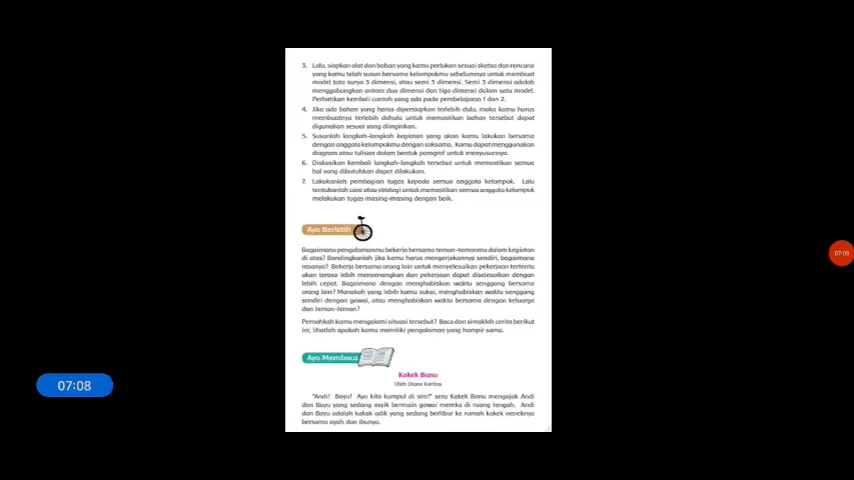 3. Lalu, siapkan alat dan bahan yang kamu perlukan sesuai sketsa dan rencana
yang kamu telah susun bersama kelompokmu sebelumnya untuk membuat
model tata surya 3 dimensi, atau semi 3 dimensi. Semi 3 dimensi adalah
menggabungkan antara dua dimensi dan tiga dimensi dalam satu model.
Perhatikan kembali contoh yang ada pada pembelajaran 1 dan 2.
4. Jika ada bahan yang harus dipersiapkan terlebih dulu, maka kamu harus
membuatnya terlebih dahulu untuk memastikan bahan tersebut dapat
digunakan sesuai yang diinginkan.
5. Susunlah langkah-langkah kegiatan yang akan kamu lakukan bersama
dengan anggota kelompokmu dengan saksama. Kamu dapat menggunakan
diagram atau tulisan dalam bentuk paragraf untuk menyusunnya.
6. Diskusikan kembali langkah-langkah tersebut untuk memastikan semua
hal yang dibutuhkan dapat dilakukan.
7. Lakukanlah pembagian tugas kepada semua anggota kelompok. Lalu
tentukanlah cara atau strategi untuk memastikan semua anggota kelompok
melakukan tugas masing-masing dengan baik.
Ayo Berlatih
07:08
Bagaimana pengalamanmu bekerja bersama teman-temanmu dalam kegiatan
di atas? Bandingkanlah jika kamu harus mengerjakannya sendiri, bagaimana
rasanya? Bekerja bersama orang lain untuk menyelesaikan pekerjaan tertentu
akan terasa lebih menyenangkan dan pekerjaan dapat diselesaikan dengan
lebih cepat. Bagaimana dengan menghabiskan waktu senggang bersama
orang lain? Manakah yang lebih kamu sukai, menghabiskan waktu senggang
sendiri dengan gawai, atau menghabiskan waktu bersama dengan keluarga
dan teman-teman?
Pernahkah kamu mengalami situasi tersebut? Baca dan simaklah cerita berikut
ini, lihatlah apakah kamu memiliki pengalaman yang hampir sama.
Ayo Membaca
Kakek Banu
Oleh: Diana Karitas
07:08
"Andi! Bayu! Ayo kita kumpul di sini!" seru Kakek Banu mengajak Andi
dan Bayu yang sedang asyik bermain gawai mereka di ruang tengah. Andi
dan Bayu adalah kakak adik yang sedang berlibur ke rumah kakek neneknya
bersama ayah dan ibunya.